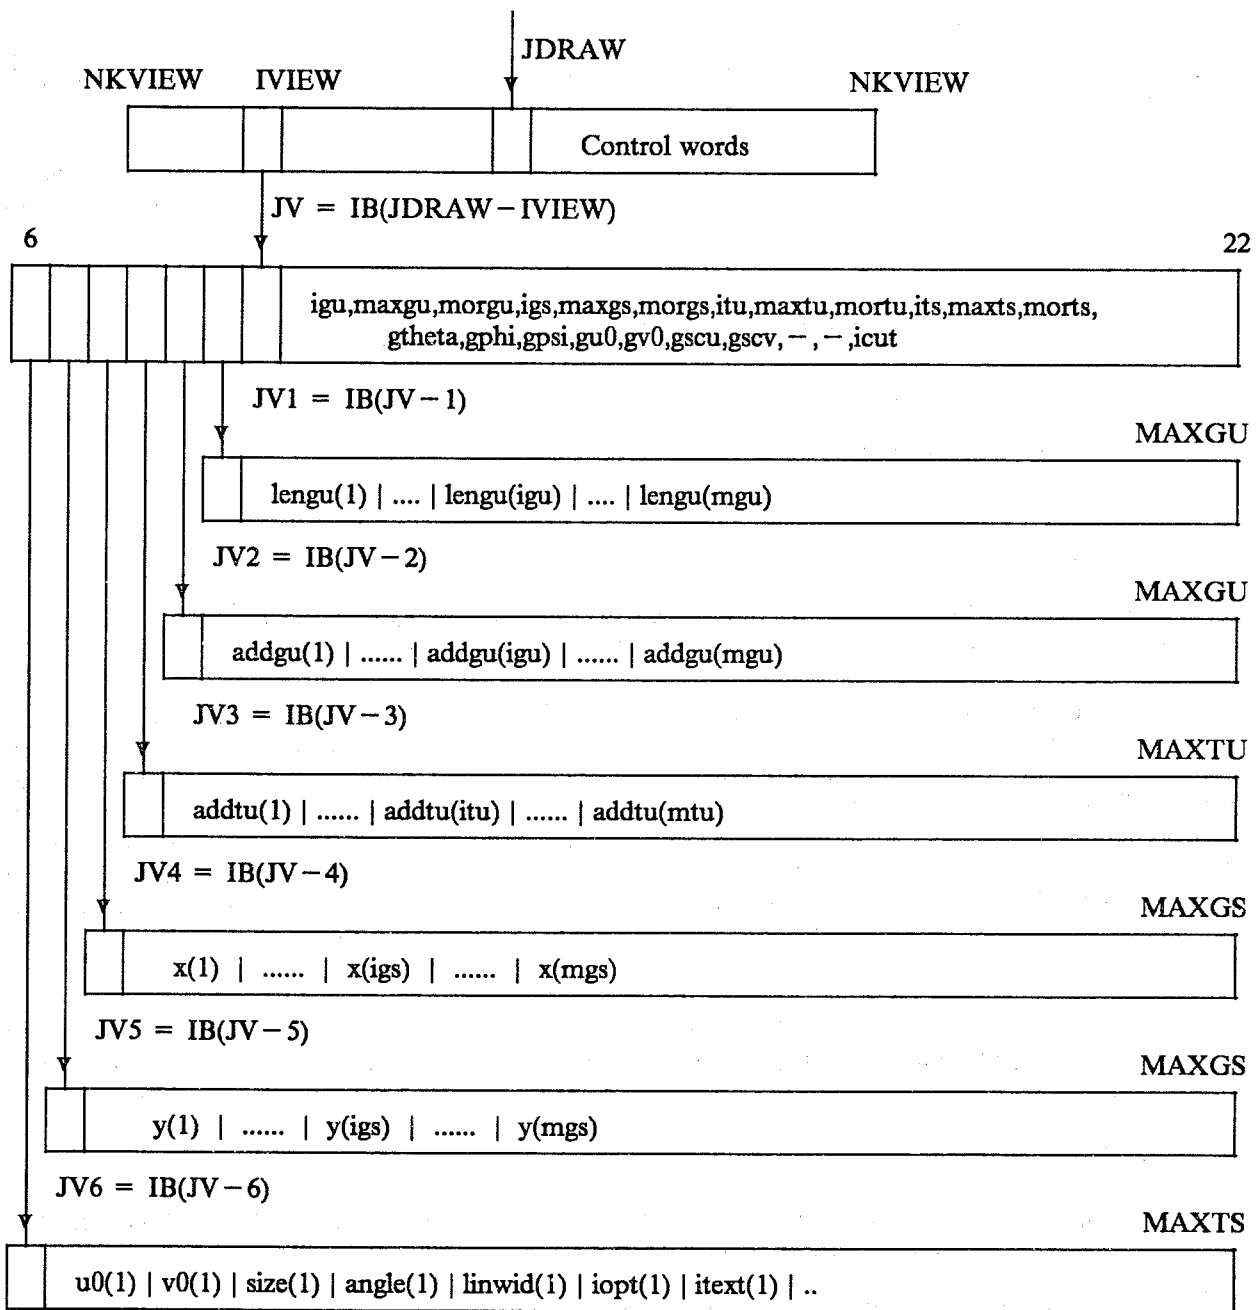 JDRAW
NKVIEW IVIEW NKVIEW
Control words
JV = IB(JDRAW−IVIEW)
6 22
igu,maxgu,morgu,igs,maxgs,morgs,itu,maxtu,mortu,its,maxts,morts,
gtheta,gphi,gpsi,gu0,gv0,gscu,gscv,−,−,icut
JV1 = IB(JV−1)
MAXGU
lengu(1) | .... | lengu(igu) | .... | lengu(mgu)
JV2 = IB(JV−2)
MAXGU
addgu(1) | ...... | addgu(igu) | ...... | addgu(mgu)
JV3 = IB(JV−3)
MAXTU
addtu(1) | ...... | addtu(itu) | ...... | addtu(mtu)
JV4 = IB(JV−4)
MAXGS
x(1) | ...... | x(igs) | ...... | x(mgs)
JV5 = IB(JV−5)
MAXGS
y(1) | ...... | y(igs) | ...... | y(mgs)
JV6 = IB(JV−6)
MAXTS
u0(1) | v0(1) | size(1) | angle(1) | linwid(1) | iopt(1) | itext(1) | ..